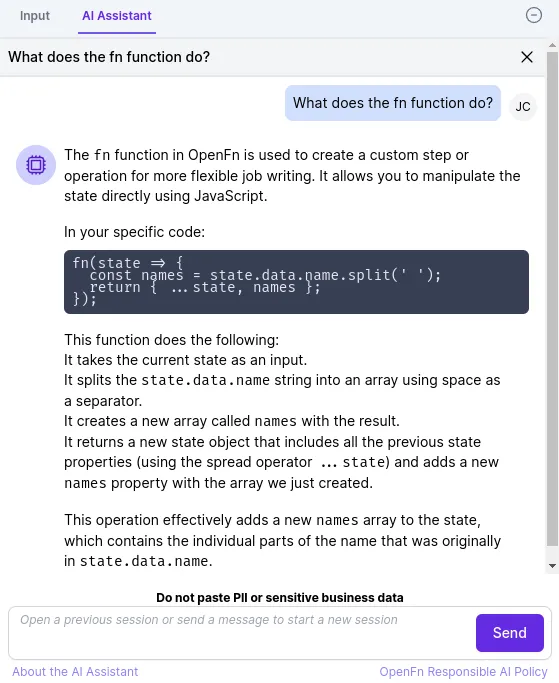 Input
AI Assistant
What does the fn function do?
What does the fn function do?
JC
The fn function in OpenFn is used to create a custom step or
operation for more flexible job writing. It allows you to manipulate the
state directly using JavaScript.
In your specific code:
fn(state => {
  const names = state.data.name.split(' ');
  return { ...state, names };
});
This function does the following:
It takes the current state as an input.
It splits the state.data.name string into an array using space as
a separator.
It creates a new array called names with the result.
It returns a new state object that includes all the previous state
properties (using the spread operator ...state) and adds a new
names property with the array we just created.
This operation effectively adds a new names array to the state,
which contains the individual parts of the name that was originally
in state.data.name.
Do not paste PII or sensitive business data
Open a previous session or send a message to start a new session
Send
About the AI Assistant
OpenFn Responsible AI Policy